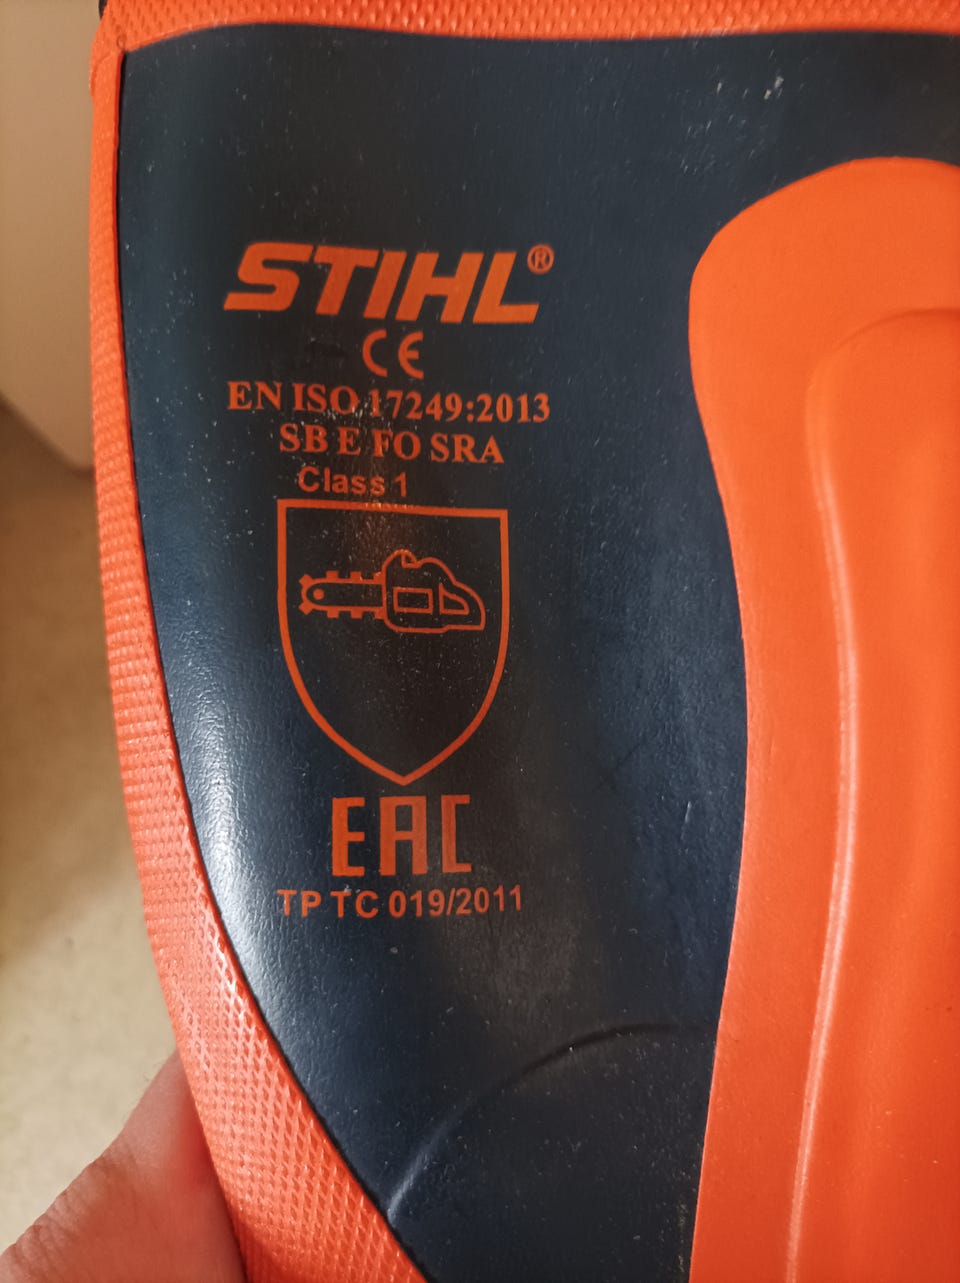 STIHL®
CE
EN ISO 17249:2013
SB E FO SRA
Class 1
EAC
TP TC 019/2011